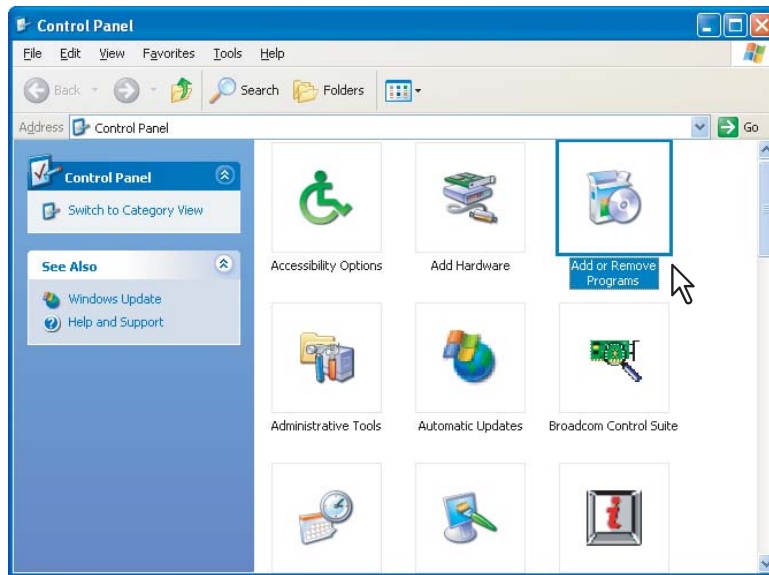 Control Panel
File Edit View Favorites Tools Help
Back Search Folders
Address Control Panel Go
Control Panel
Switch to Category View
See Also
Windows Update
Help and Support
Accessibility Options Add Hardware Add or Remove
Programs
Administrative Tools Automatic Updates Broadcom Control Suite
i